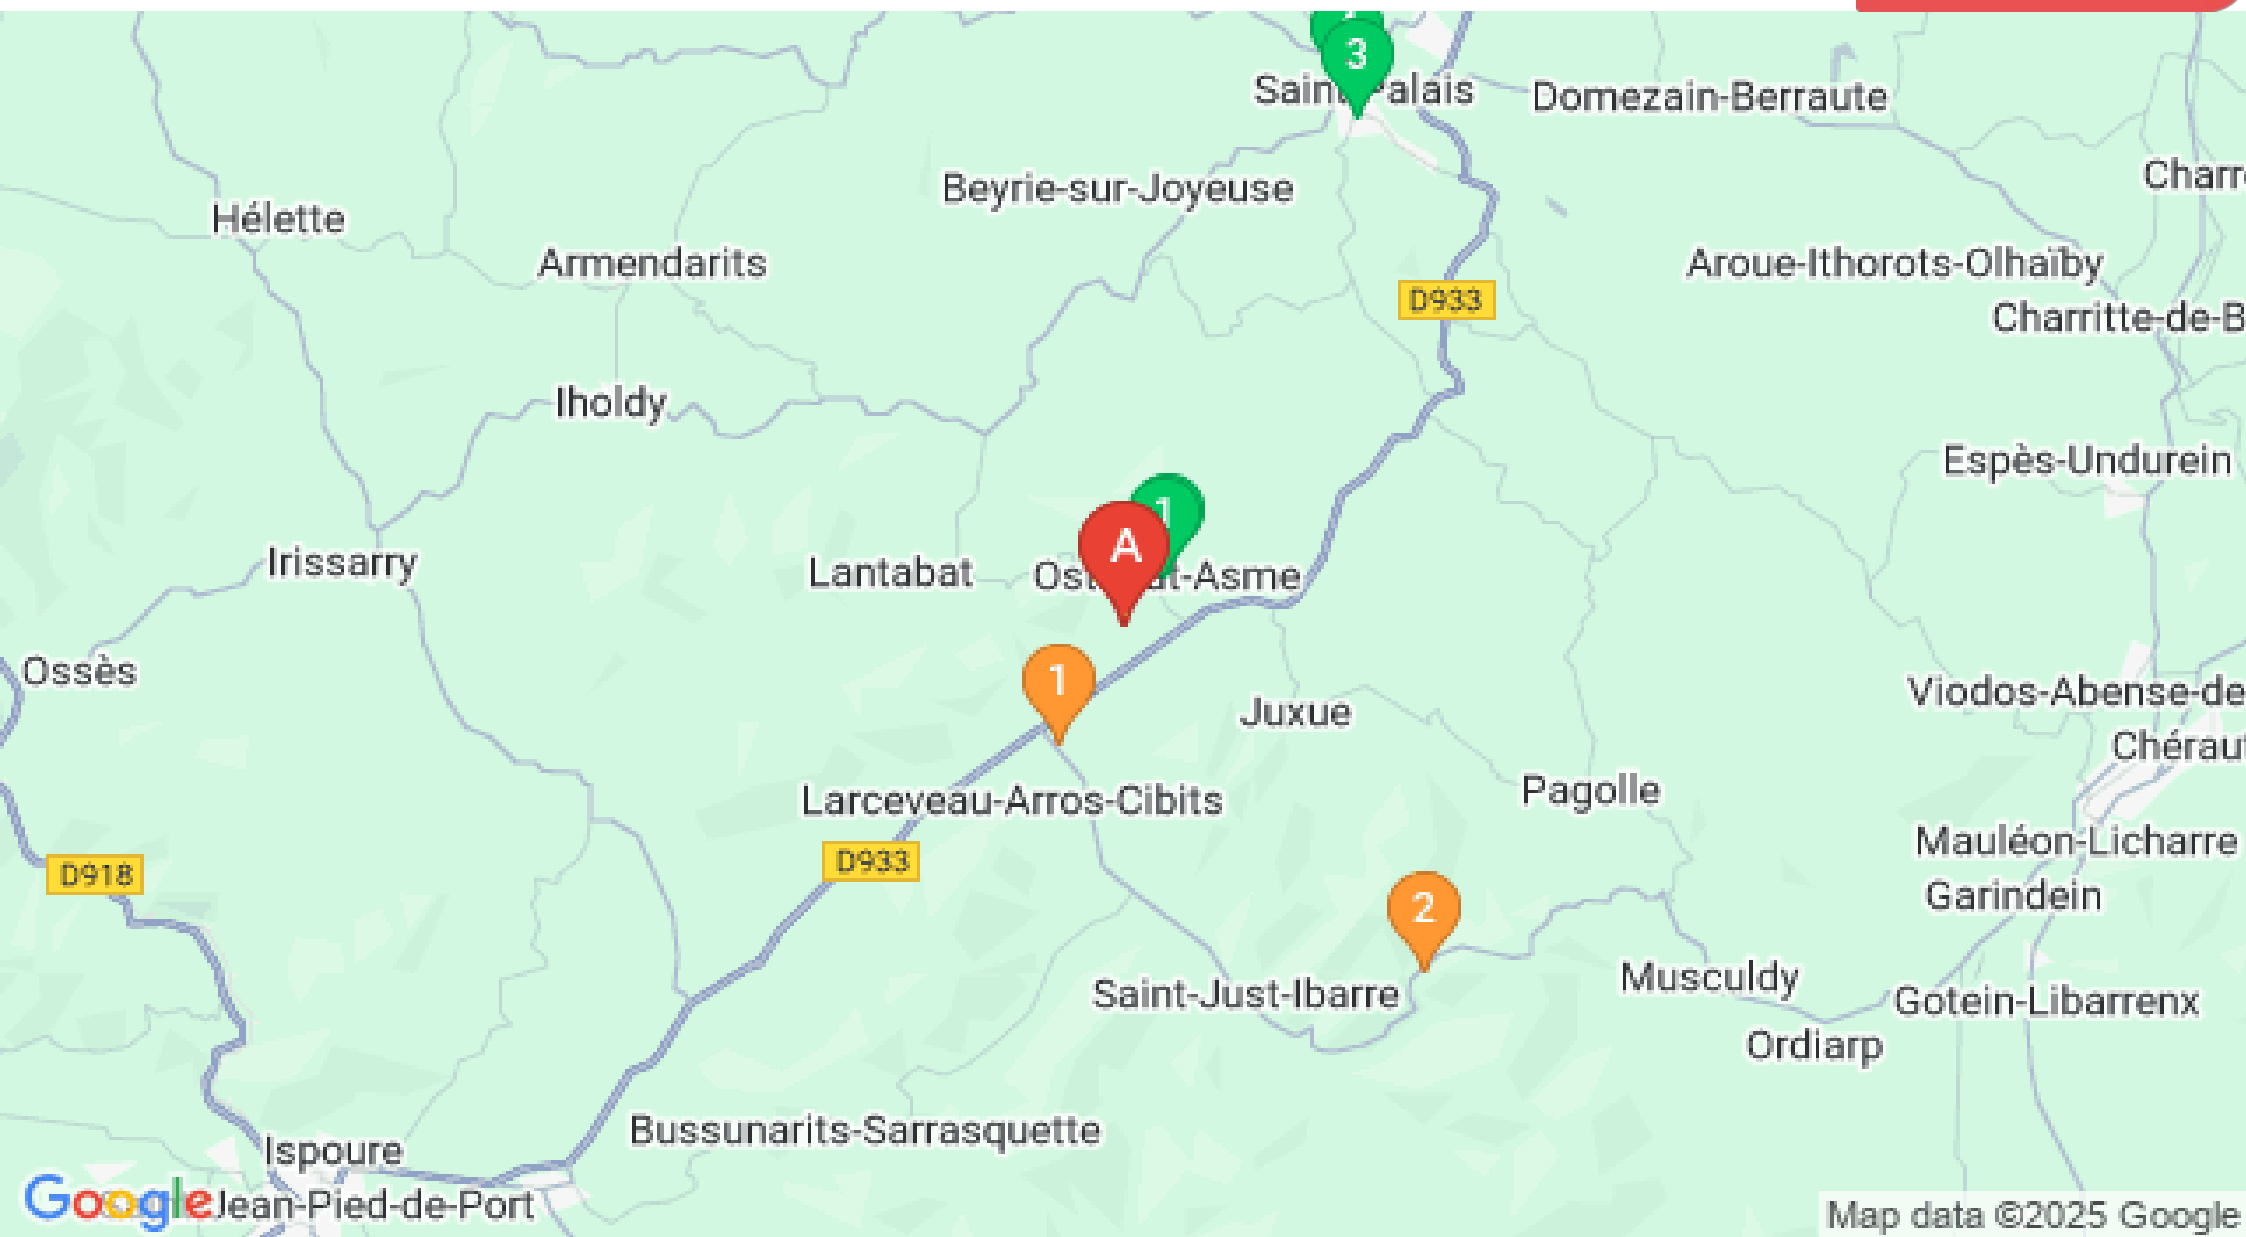 3
Saint-Palais
Domezain-Berraute
Beyrie-sur-Joyeuse
Hélette
Armendarits
D933
Aroue-Ithorots-Olhaïby
Charritte-de-B
Iholdy
Espès-Undurein
1
A
Irissarry
Lantabat
Ostabat-Asme
Ossès
1
Juxue
Viodos-Abense-de
Pagolle
Larceveau-Arros-Cibits
Mauléon-Licharre
D933
D918
Garindein
2
Musculdy
Saint-Just-Ibarre
Gotein-Libarrenx
Ordiarp
Bussunarits-Sarrasquette
Ispoure
Google
Jean-Pied-de-Port
Map data ©2025 Google